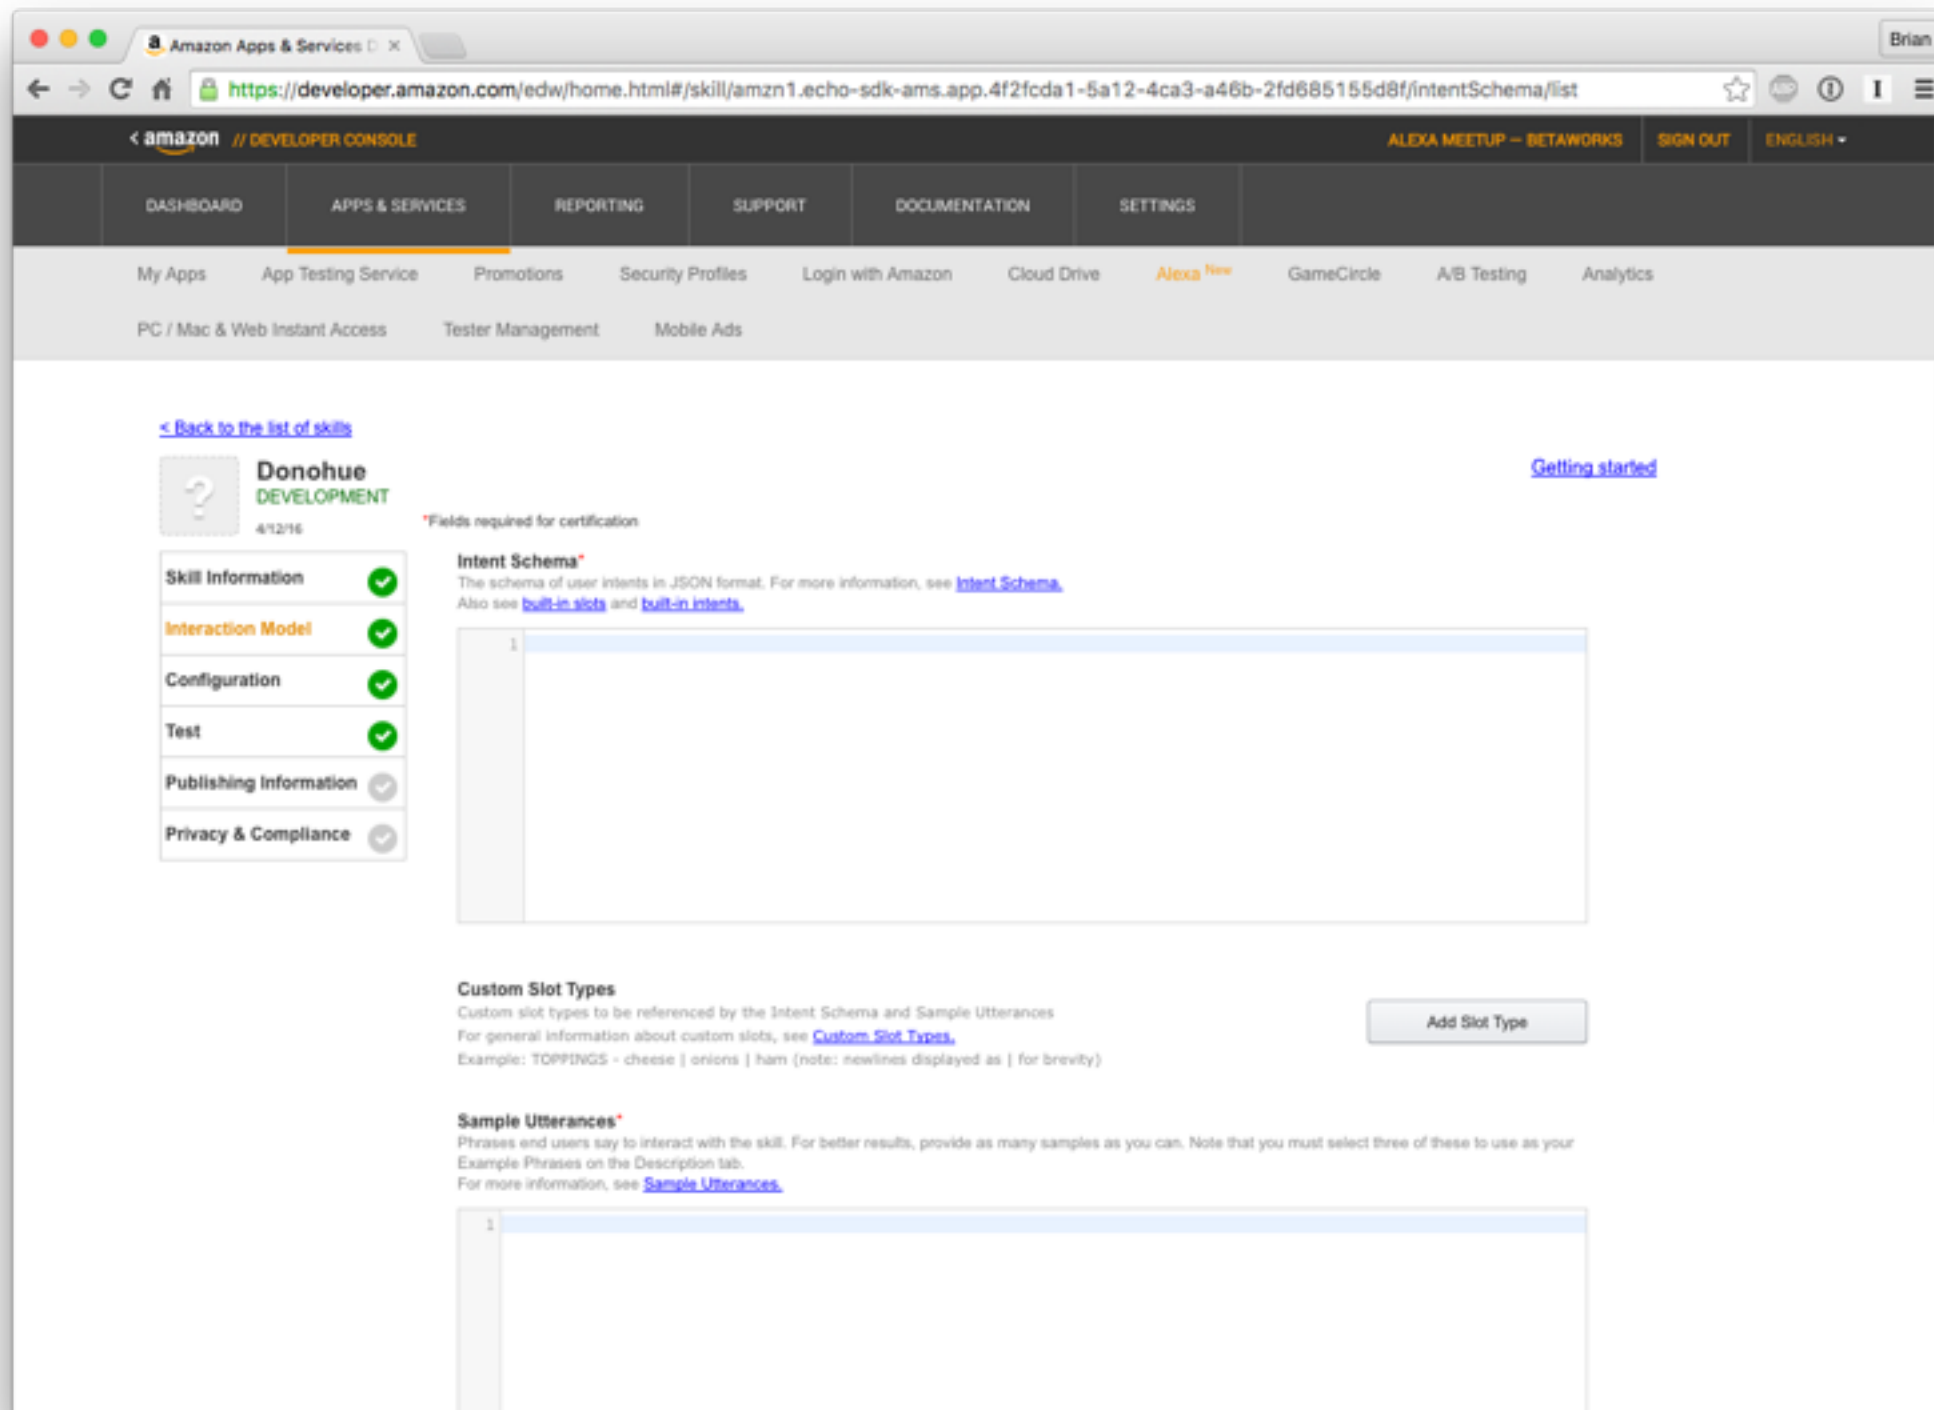 Amazon Apps & Services D
Brian
https://developer.amazon.com/edw/home.html#/skill/amzn1.echo-sdk-ams.app.4f2fcda1-5a12-4ca3-a46b-2fd685155d8f/intentSchema/list
< amazon // DEVELOPER CONSOLE
ALEXA MEETUP — BETAWORKS SIGN OUT ENGLISH
DASHBOARD APPS & SERVICES REPORTING SUPPORT DOCUMENTATION SETTINGS
My Apps App Testing Service Promotions Security Profiles Login with Amazon Cloud Drive Alexa New GameCircle A/B Testing Analytics
PC / Mac & Web Instant Access Tester Management Mobile Ads
< Back to the list of skills
Getting started
?
Donohue
DEVELOPMENT
4/12/16
*Fields required for certification
Skill Information
Interaction Model
Configuration
Test
Publishing Information
Privacy & Compliance
Intent Schema*
The schema of user intents in JSON format. For more information, see Intent Schema.
Also see built-in slots and built-in intents.
1
Custom Slot Types
Custom slot types to be referenced by the Intent Schema and Sample Utterances
For general information about custom slots, see Custom Slot Types.
Example: TOPPINGS - cheese | onions | ham (note: newlines displayed as | for brevity)
Add Slot Type
Sample Utterances*
Phrases end users say to interact with the skill. For better results, provide as many samples as you can. Note that you must select three of these to use as your
Example Phrases on the Description tab.
For more information, see Sample Utterances.
1